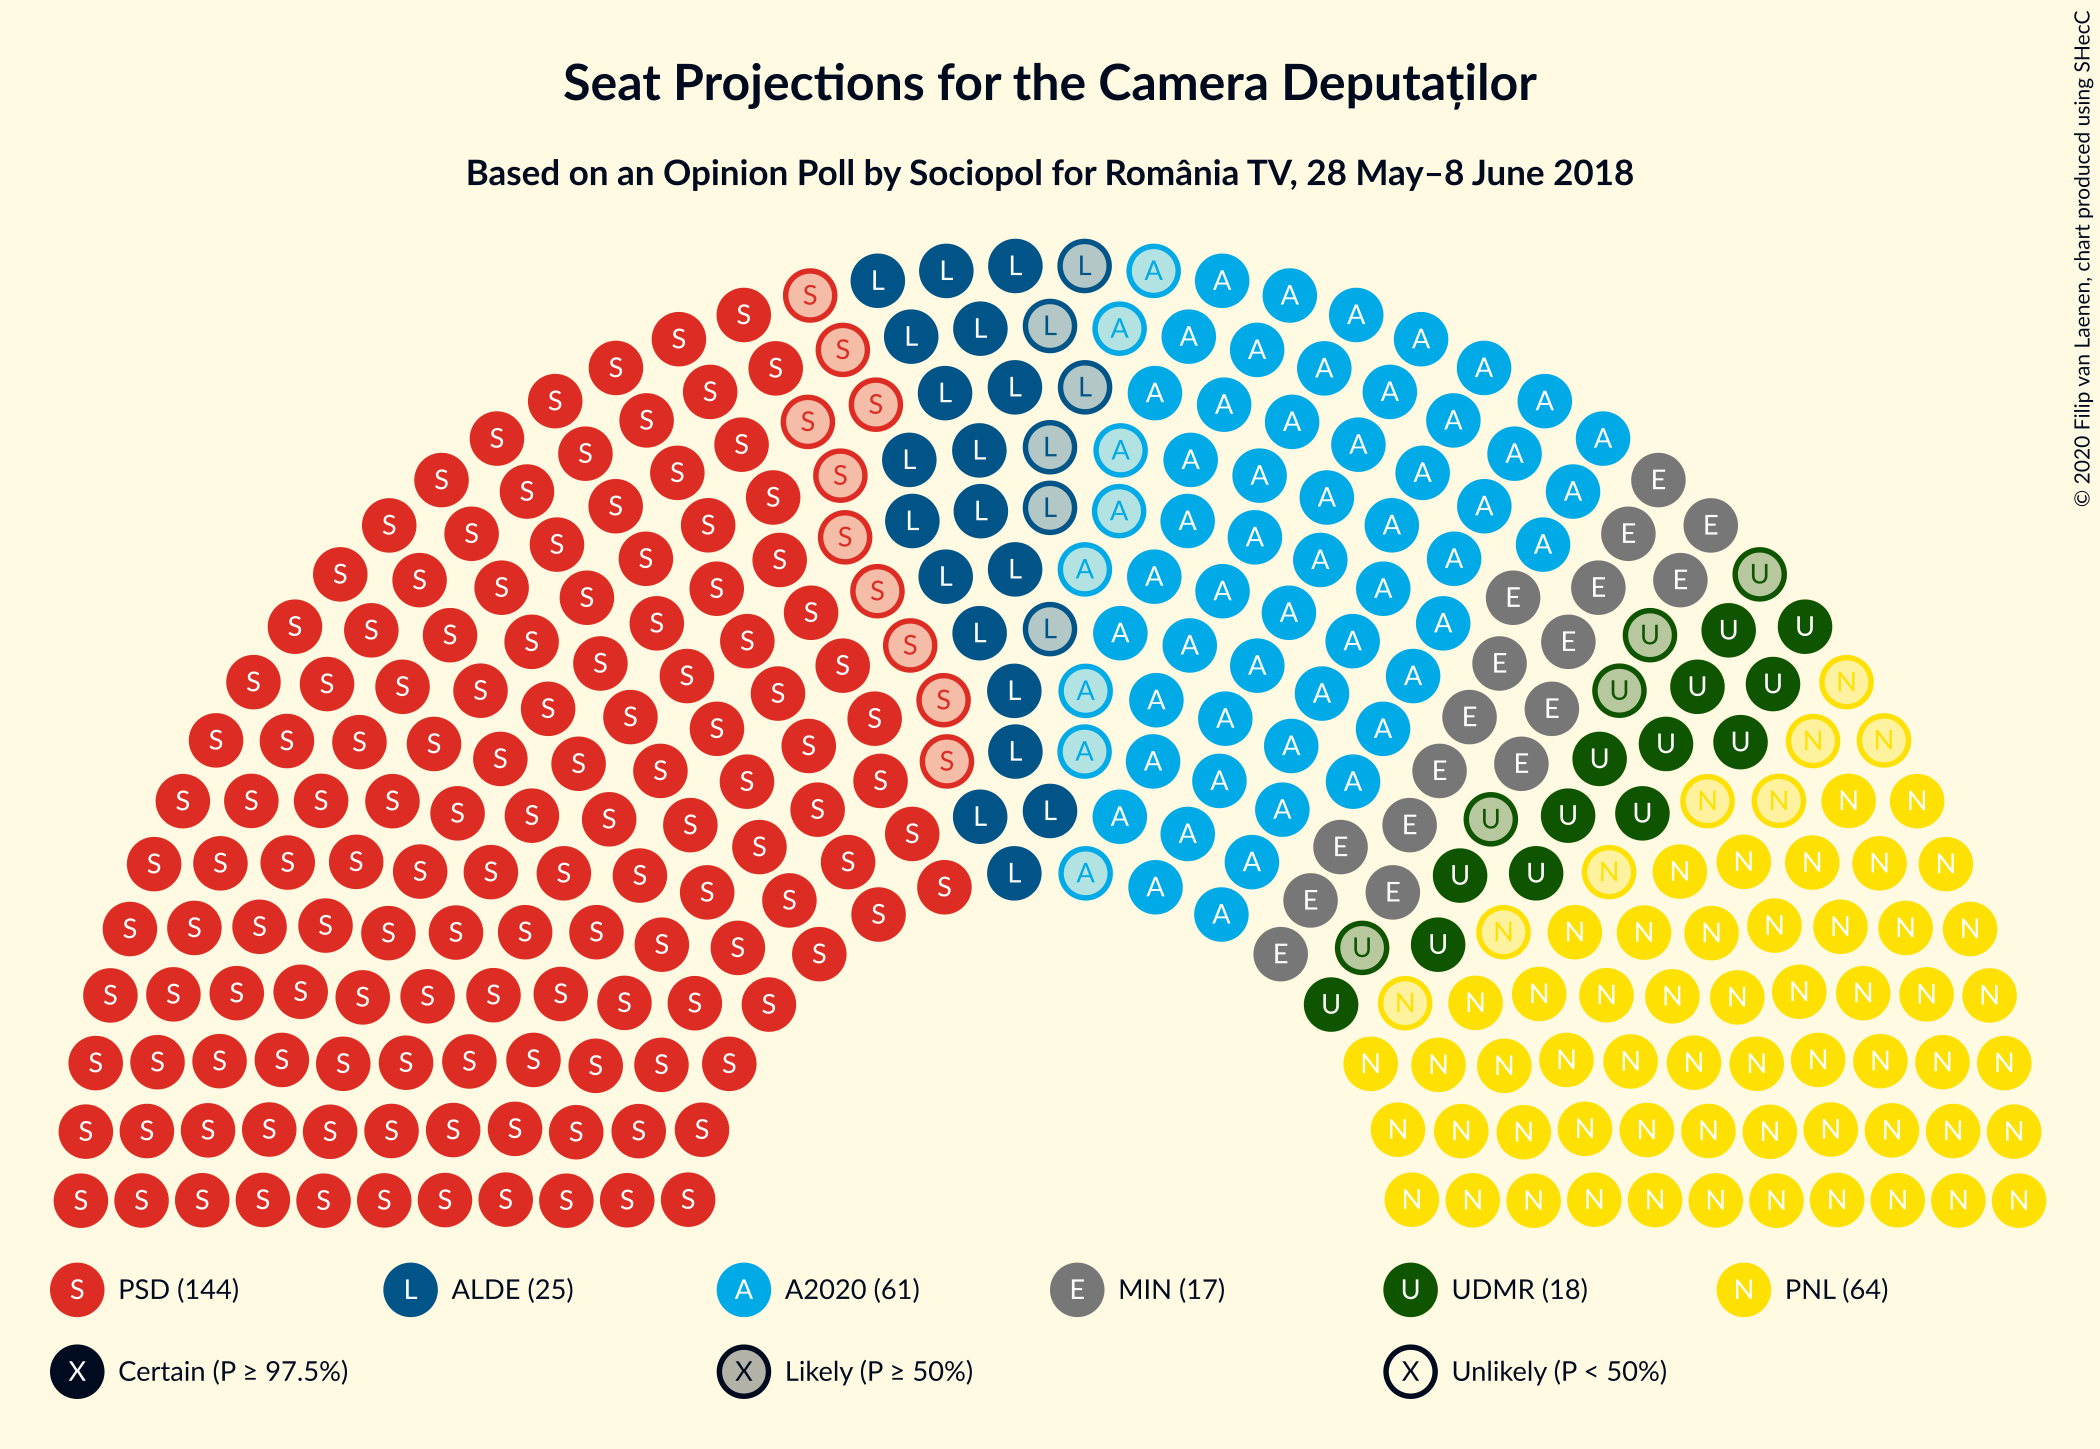 Seat Projections for the Camera Deputaților
Based on an Opinion Poll by Sociopol for România TV, 28 May–8 June 2018
© 2020 Filip van Laenen, chart produced using SHecC
S PSD (144) L ALDE (25) A A2020 (61) E MIN (17) U UDMR (18) N PNL (64)
X Certain (P ≥ 97.5%) X Likely (P ≥ 50%) X Unlikely (P < 50%)